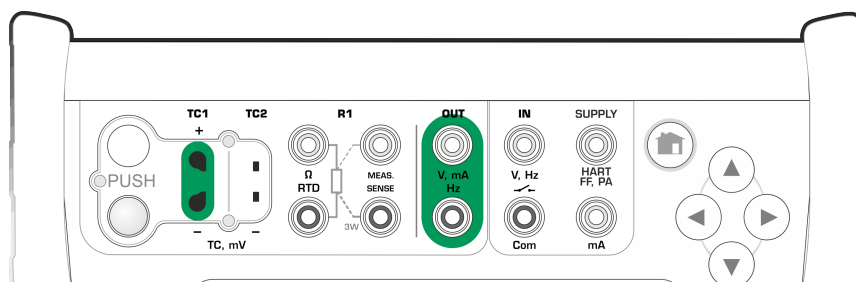 TC1 TC2 R1 OUT IN SUPPLY
+
PUSH
Ω MEAS. V, mA V, Hz HART
RTD SENSE Hz FF, PA
3W
– –
TC, mV Com mA